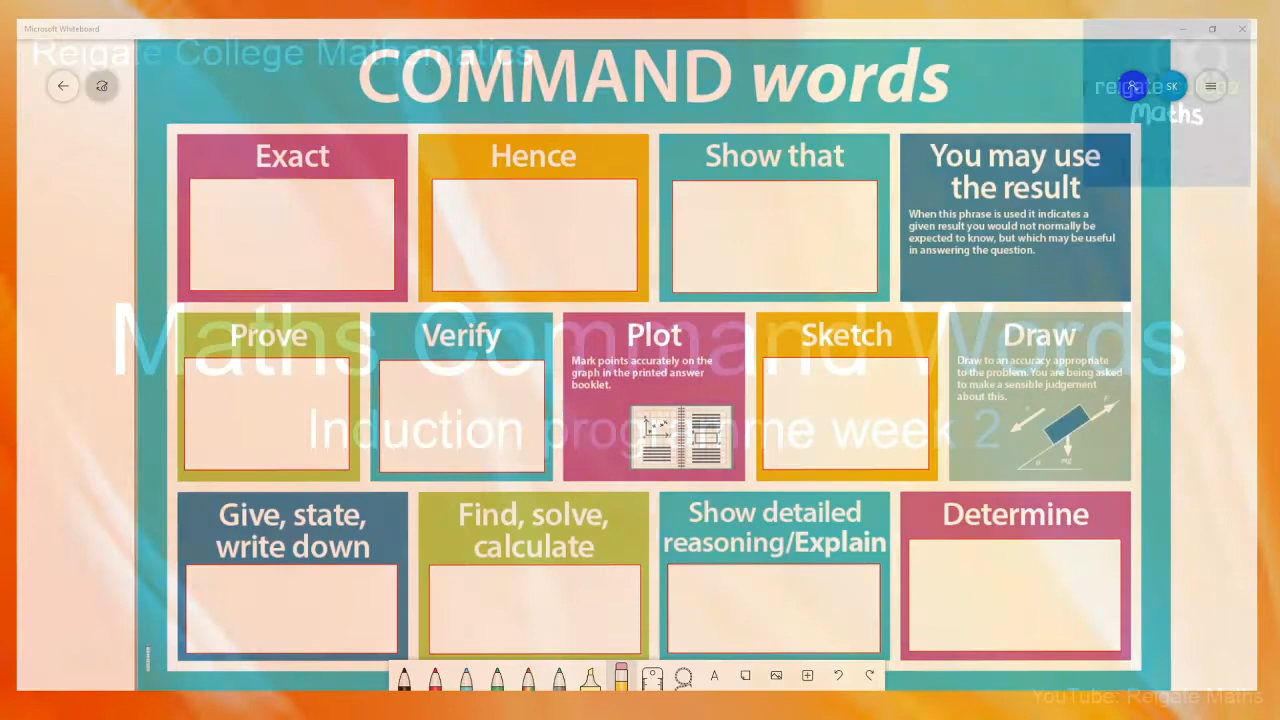 Microsoft Whiteboard
Reigate College Mathematics
COMMAND words
SK
reigate college
Maths
Exact
Hence
Show that
You may use
the result
When this phrase is used it indicates a
given result you would not normally be
expected to know, but which may be useful
in answering the question.
Maths Command Words
Induction programme week 2
Prove
Verify
Plot
Mark points accurately on the
graph in the printed answer
booklet.
Sketch
Draw
Draw to an accuracy appropriate
to the problem. You are being asked
to make a sensible judgement
about this.
mg
Give, state,
write down
Find, solve,
calculate
Show detailed
reasoning/Explain
Determine
A
YouTube: Reigate Maths